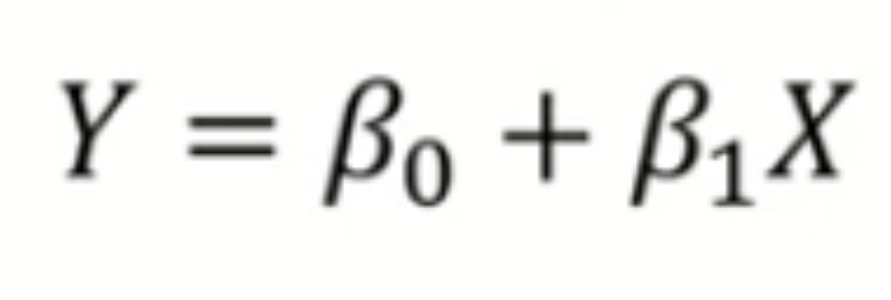 Y = β₀ + β₁X